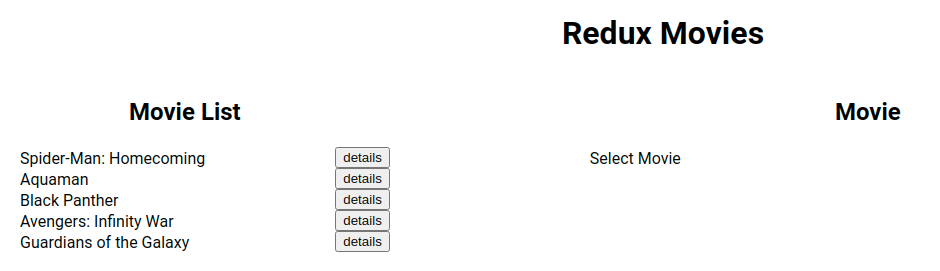 Redux Movies
Movie List
Movie
Spider-Man: Homecoming details
Select Movie
Aquaman details
Black Panther details
Avengers: Infinity War details
Guardians of the Galaxy details